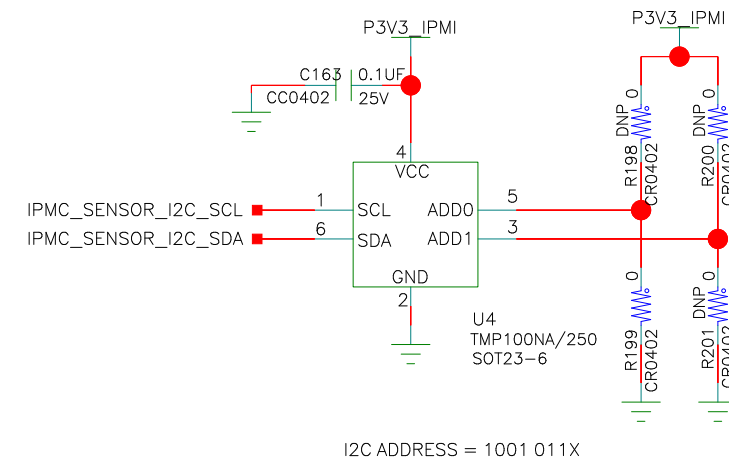 P3V3_IPMI
P3V3_IPMI
C163 0.1UF
CC0402 25V
4
VCC
IPMC_SENSOR_I2C_SCL 1 SCL ADD0 5
IPMC_SENSOR_I2C_SDA 6 SDA ADD1 3
GND
2
U4
TMP100NA/250
SOT23-6
DNP 0
R198
CR0402
DNP 0
R200
CR0402
0
R199
CR0402
DNP 0
R201
CR0402
I2C ADDRESS = 1001 011X